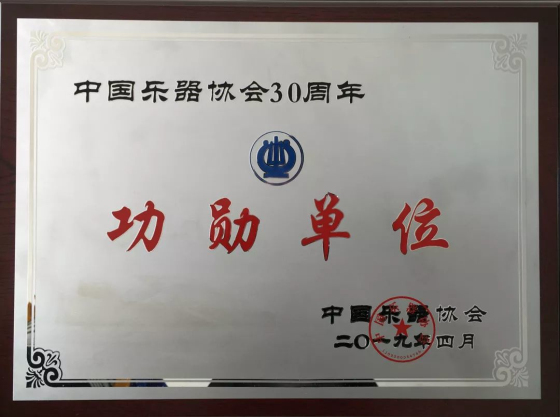 中国乐器协会30周年
功勋单位
中国乐器协会
二〇一九年四月